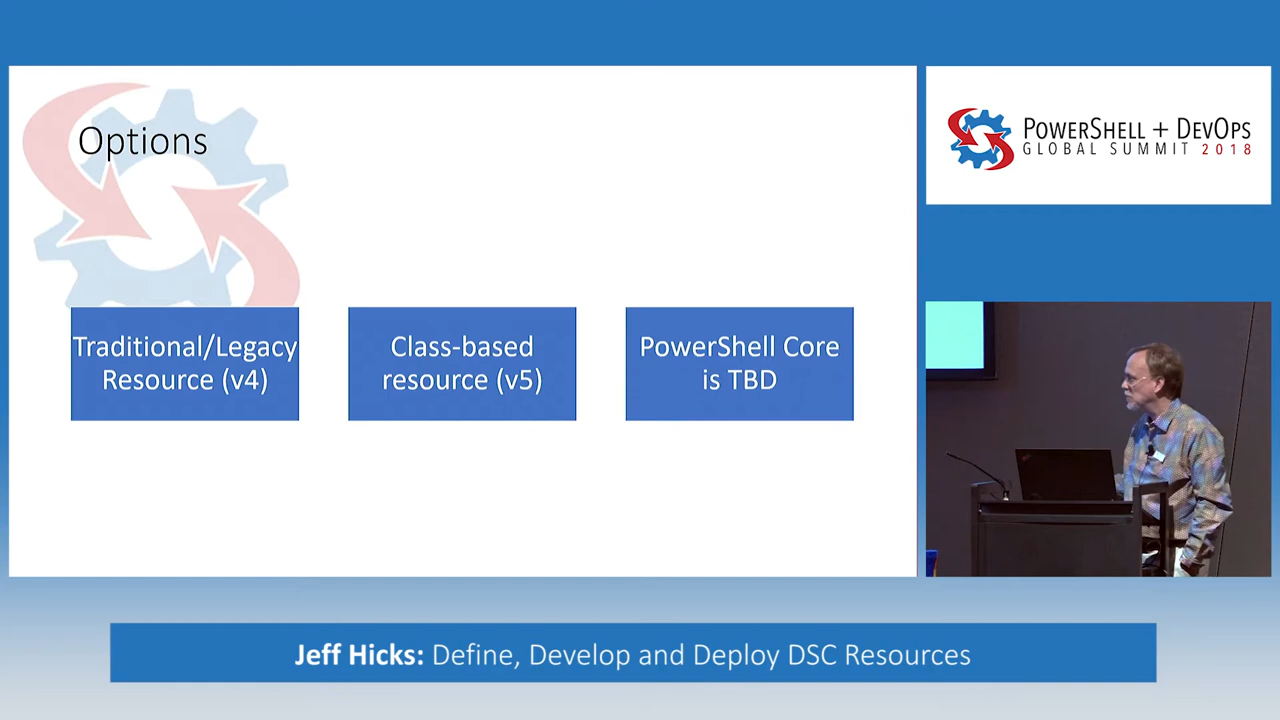 Options
Traditional/Legacy
Resource (v4)
Class-based
resource (v5)
PowerShell Core
is TBD
PowerShell + DevOps
GLOBAL SUMMIT 2018
Jeff Hicks: Define, Develop and Deploy DSC Resources